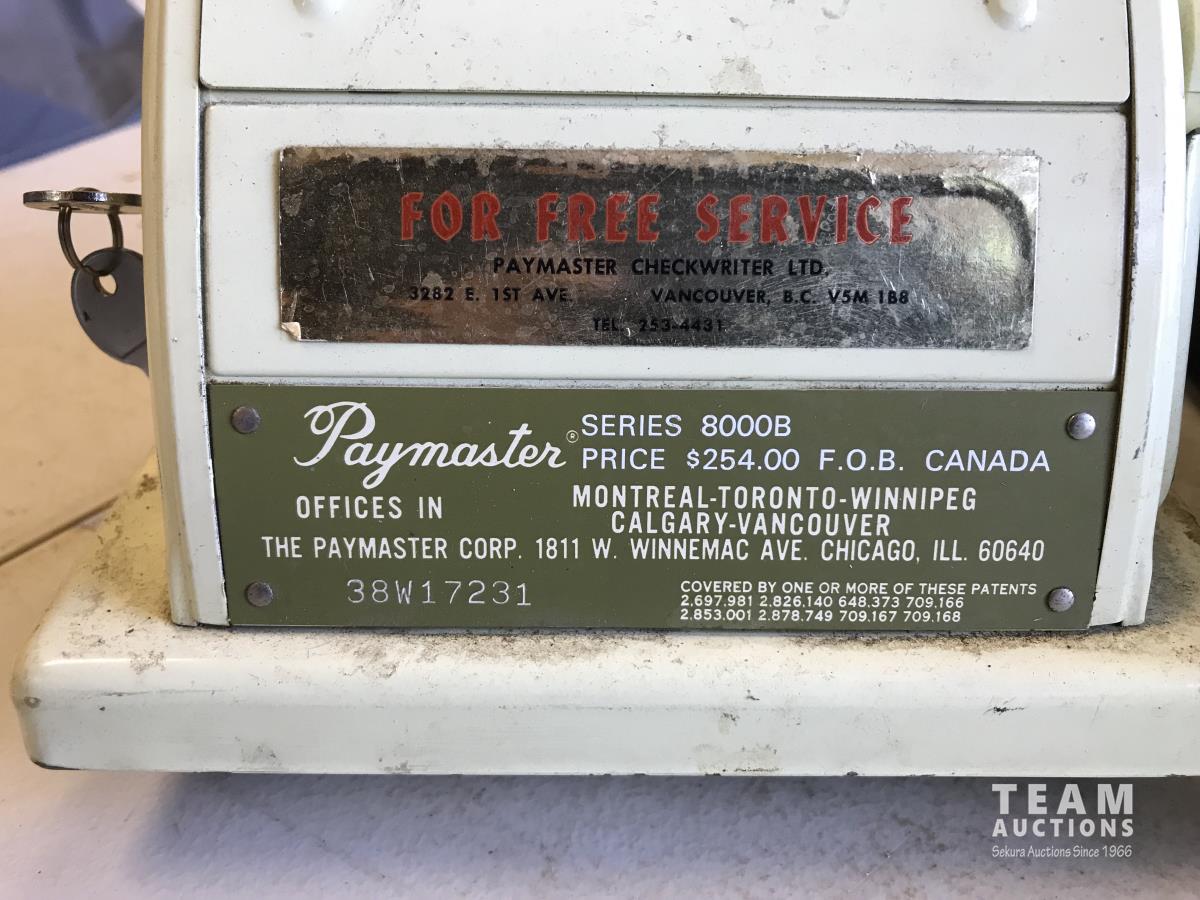 FOR FREE SERVICE
PAYMASTER CHECKWRITER LTD.
3282 E. 1ST AVE. VANCOUVER, B.C. V5M 1B8
TEL. 253-4431
Paymaster® SERIES 8000B
PRICE $254.00 F.O.B. CANADA
OFFICES IN MONTREAL-TORONTO-WINNIPEG
CALGARY-VANCOUVER
THE PAYMASTER CORP. 1811 W. WINNEMAC AVE. CHICAGO, ILL. 60640
38W17231
COVERED BY ONE OR MORE OF THESE PATENTS
2.697.981 2.826.140 648.373 709.166
2.853.001 2.878.749 709.167 709.168
TEAM
AUCTIONS
Sekura Auctions Since 1966